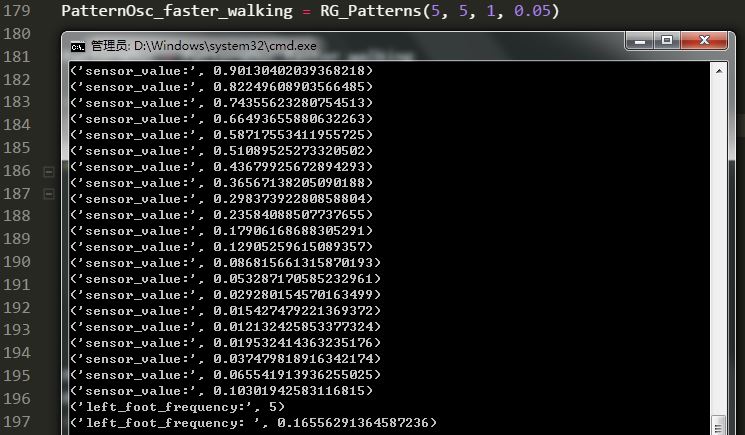 179 PatternOsc_faster_walking = RG_Patterns(5, 5, 1, 0.05)
180
管理员: D:\Windows\system32\cmd.exe
181
('sensor_value:', 0.90130402039368218)
182 ('sensor_value:', 0.82249608903566485)
183 ('sensor_value:', 0.74355623280754513)
184 ('sensor_value:', 0.66493655880632263)
('sensor_value:', 0.58717553411955725)
185 ('sensor_value:', 0.51089525273320502)
186 ('sensor_value:', 0.43679925672894293)
187 ('sensor_value:', 0.36567138205090188)
('sensor_value:', 0.29837392280858804)
188 ('sensor_value:', 0.23584088507737655)
189 ('sensor_value:', 0.17906168688305291)
190 ('sensor_value:', 0.12905259615089357)
('sensor_value:', 0.086815661315870193)
191 ('sensor_value:', 0.053287170585232961)
192 ('sensor_value:', 0.029280154570163499)
193 ('sensor_value:', 0.015427479221369372)
('sensor_value:', 0.012132425853377324)
194 ('sensor_value:', 0.019532414363235176)
('sensor_value:', 0.037479818916342174)
195 ('sensor_value:', 0.065541913936255025)
('sensor_value:', 0.10301942583116815)
196 ('left_foot_frequency:', 5)
197 ('left_foot_frequency: ', 0.16556291364587236)